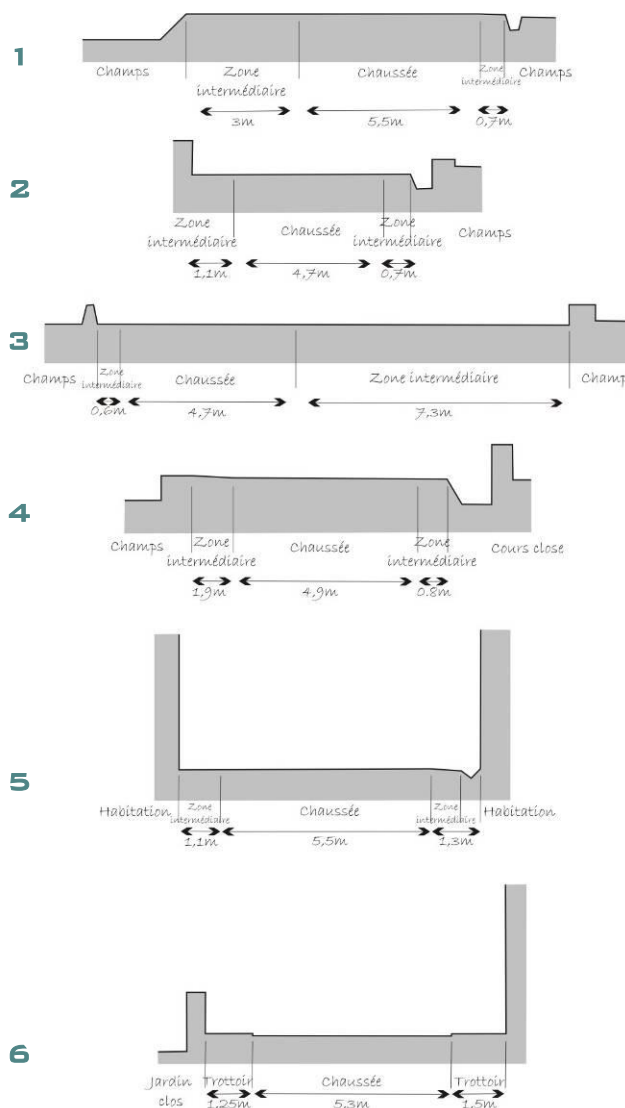 1
Champs Zone intermédiaire Chaussée Zone intermédiaire Champs
3m 5,5m 0,7m
2
Zone intermédiaire Chaussée Zone intermédiaire Champs
1,1m 4,7m 0,7m
3
Champs Zone intermédiaire Chaussée Zone intermédiaire Champ
0,6m 4,7m 7,3m
4
Champs Zone intermédiaire Chaussée Zone intermédiaire Cours close
1,9m 4,9m 0.8m
5
Habitation Zone intermédiaire Chaussée Zone intermédiaire Habitation
1,1m 5,5m 1,3m
6
Jardin clos Trottoir Chaussée Trottoir
1,25m 5,3m 1,5m